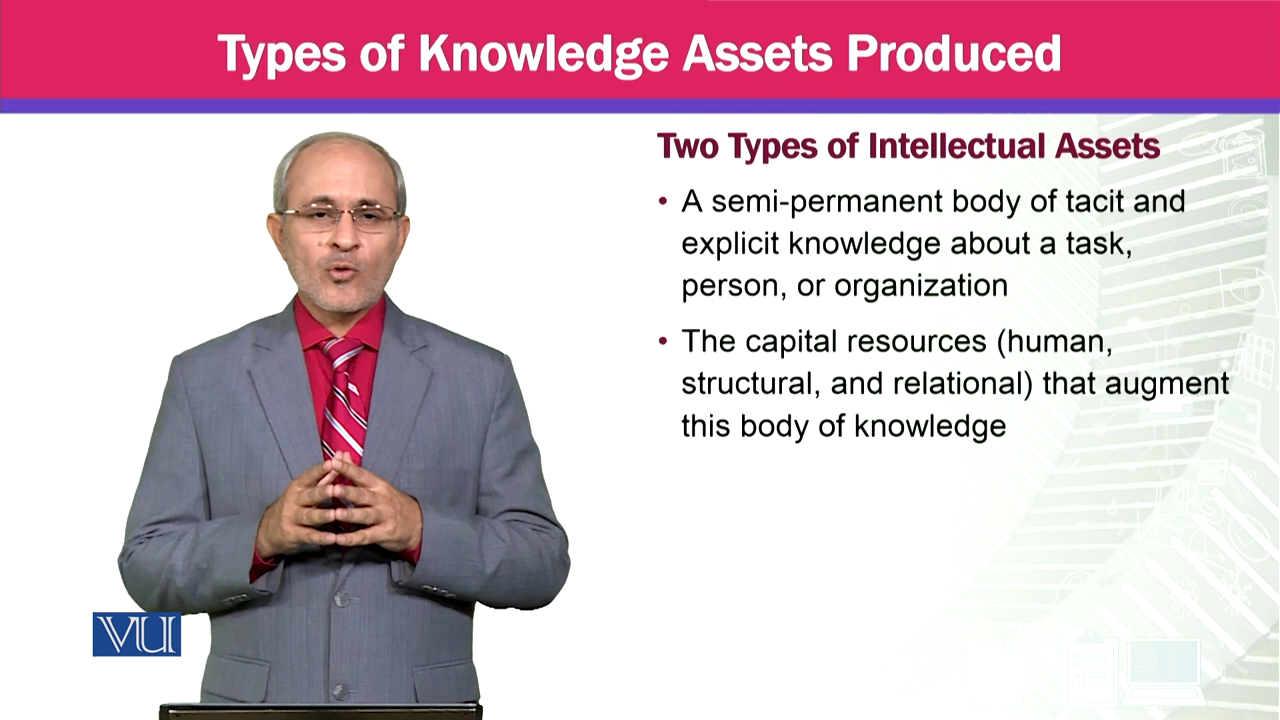 Types of Knowledge Assets Produced
Two Types of Intellectual Assets
• A semi-permanent body of tacit and
explicit knowledge about a task,
person, or organization
• The capital resources (human,
structural, and relational) that augment
this body of knowledge
VU